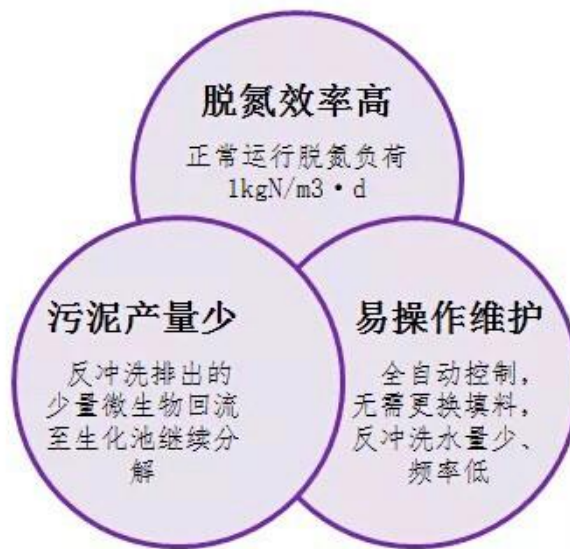 脱氮效率高
正常运行脱氮负荷
1kgN/m3·d
污泥产量少
反冲洗排出的
少量微生物回流
至生化池继续分
解
易操作维护
全自动控制，
无需更换填料，
反冲洗水量少、
频率低